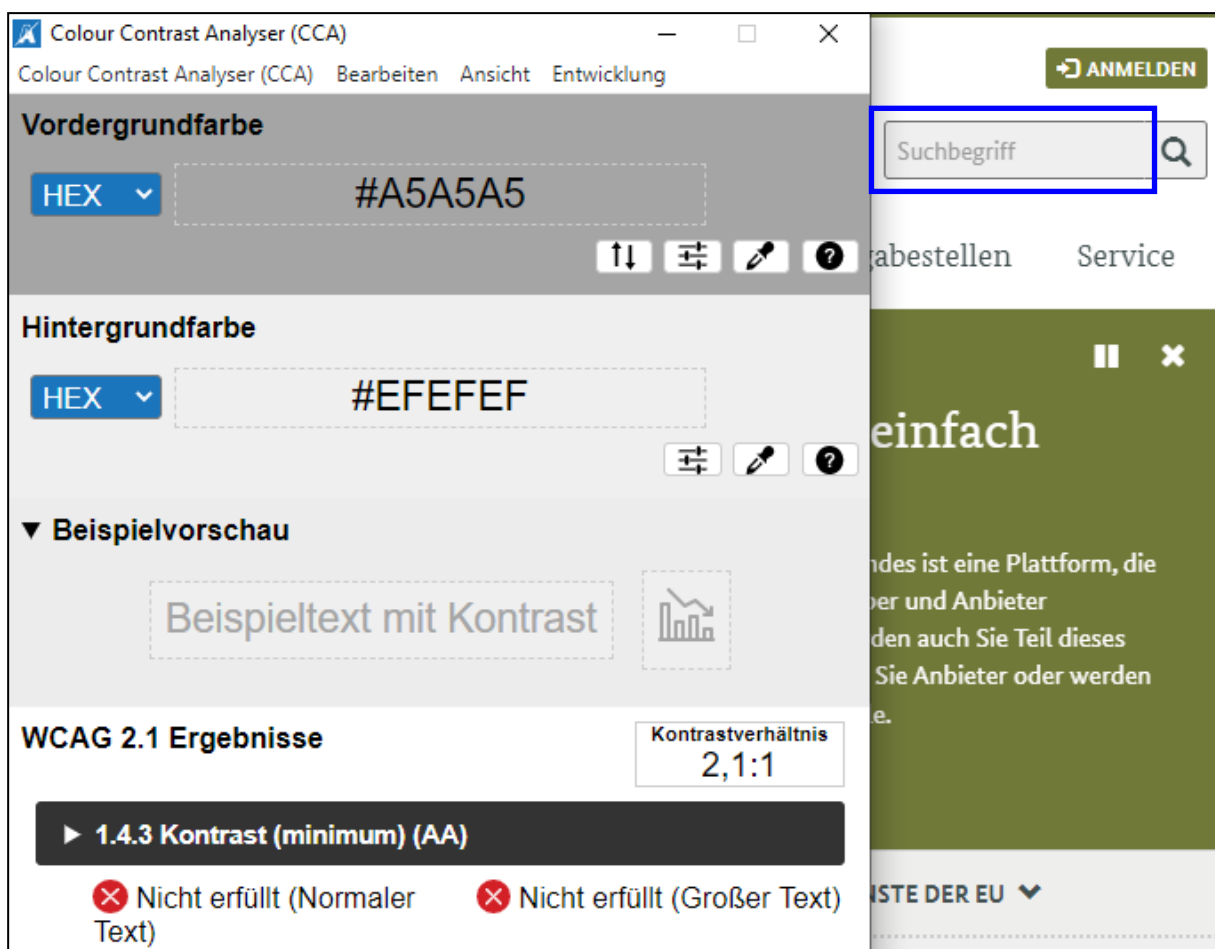 Colour Contrast Analyser (CCA)
Colour Contrast Analyser (CCA) Bearbeiten Ansicht Entwicklung
Vordergrundfarbe
HEX #A5A5A5
Hintergrundfarbe
HEX #EFEFEF
Beispielvorschau
Beispieltext mit Kontrast
WCAG 2.1 Ergebnisse
Kontrastverhältnis
2,1:1
1.4.3 Kontrast (minimum) (AA)
Nicht erfüllt (Normaler
Text)
Nicht erfüllt (Großer Text)
ANMELDEN
Suchbegriff
gabestellen Service
einfach
ndes ist eine Plattform, die
ber und Anbieter
den auch Sie Teil dieses
Sie Anbieter oder werden
le.
NSTE DER EU